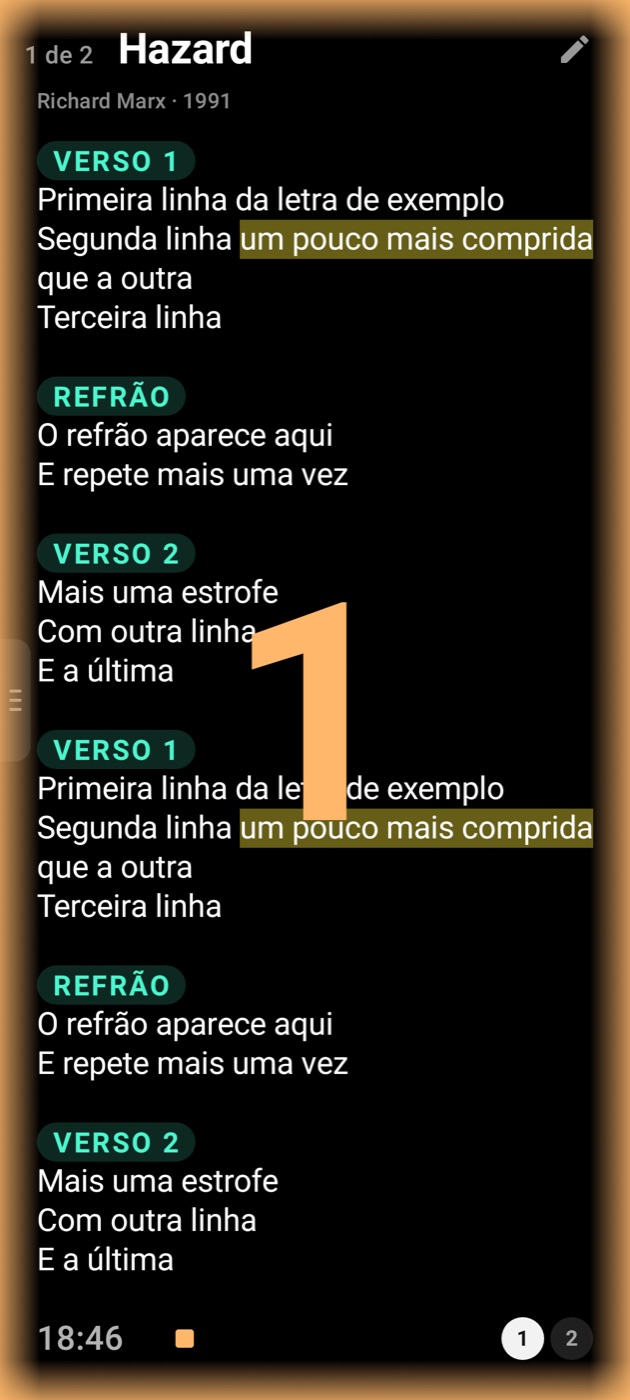 1 de 2 Hazard
Richard Marx · 1991
VERSO 1
Primeira linha da letra de exemplo
Segunda linha um pouco mais comprida
que a outra
Terceira linha
REFRÃO
O refrão aparece aqui
E repete mais uma vez
VERSO 2
Mais uma estrofe
Com outra linha
E a última
1
VERSO 1
Primeira linha da de exemplo
Segunda linha um pouco mais comprida
que a outra
Terceira linha
REFRÃO
O refrão aparece aqui
E repete mais uma vez
VERSO 2
Mais uma estrofe
Com outra linha
E a última
18:46 1 2